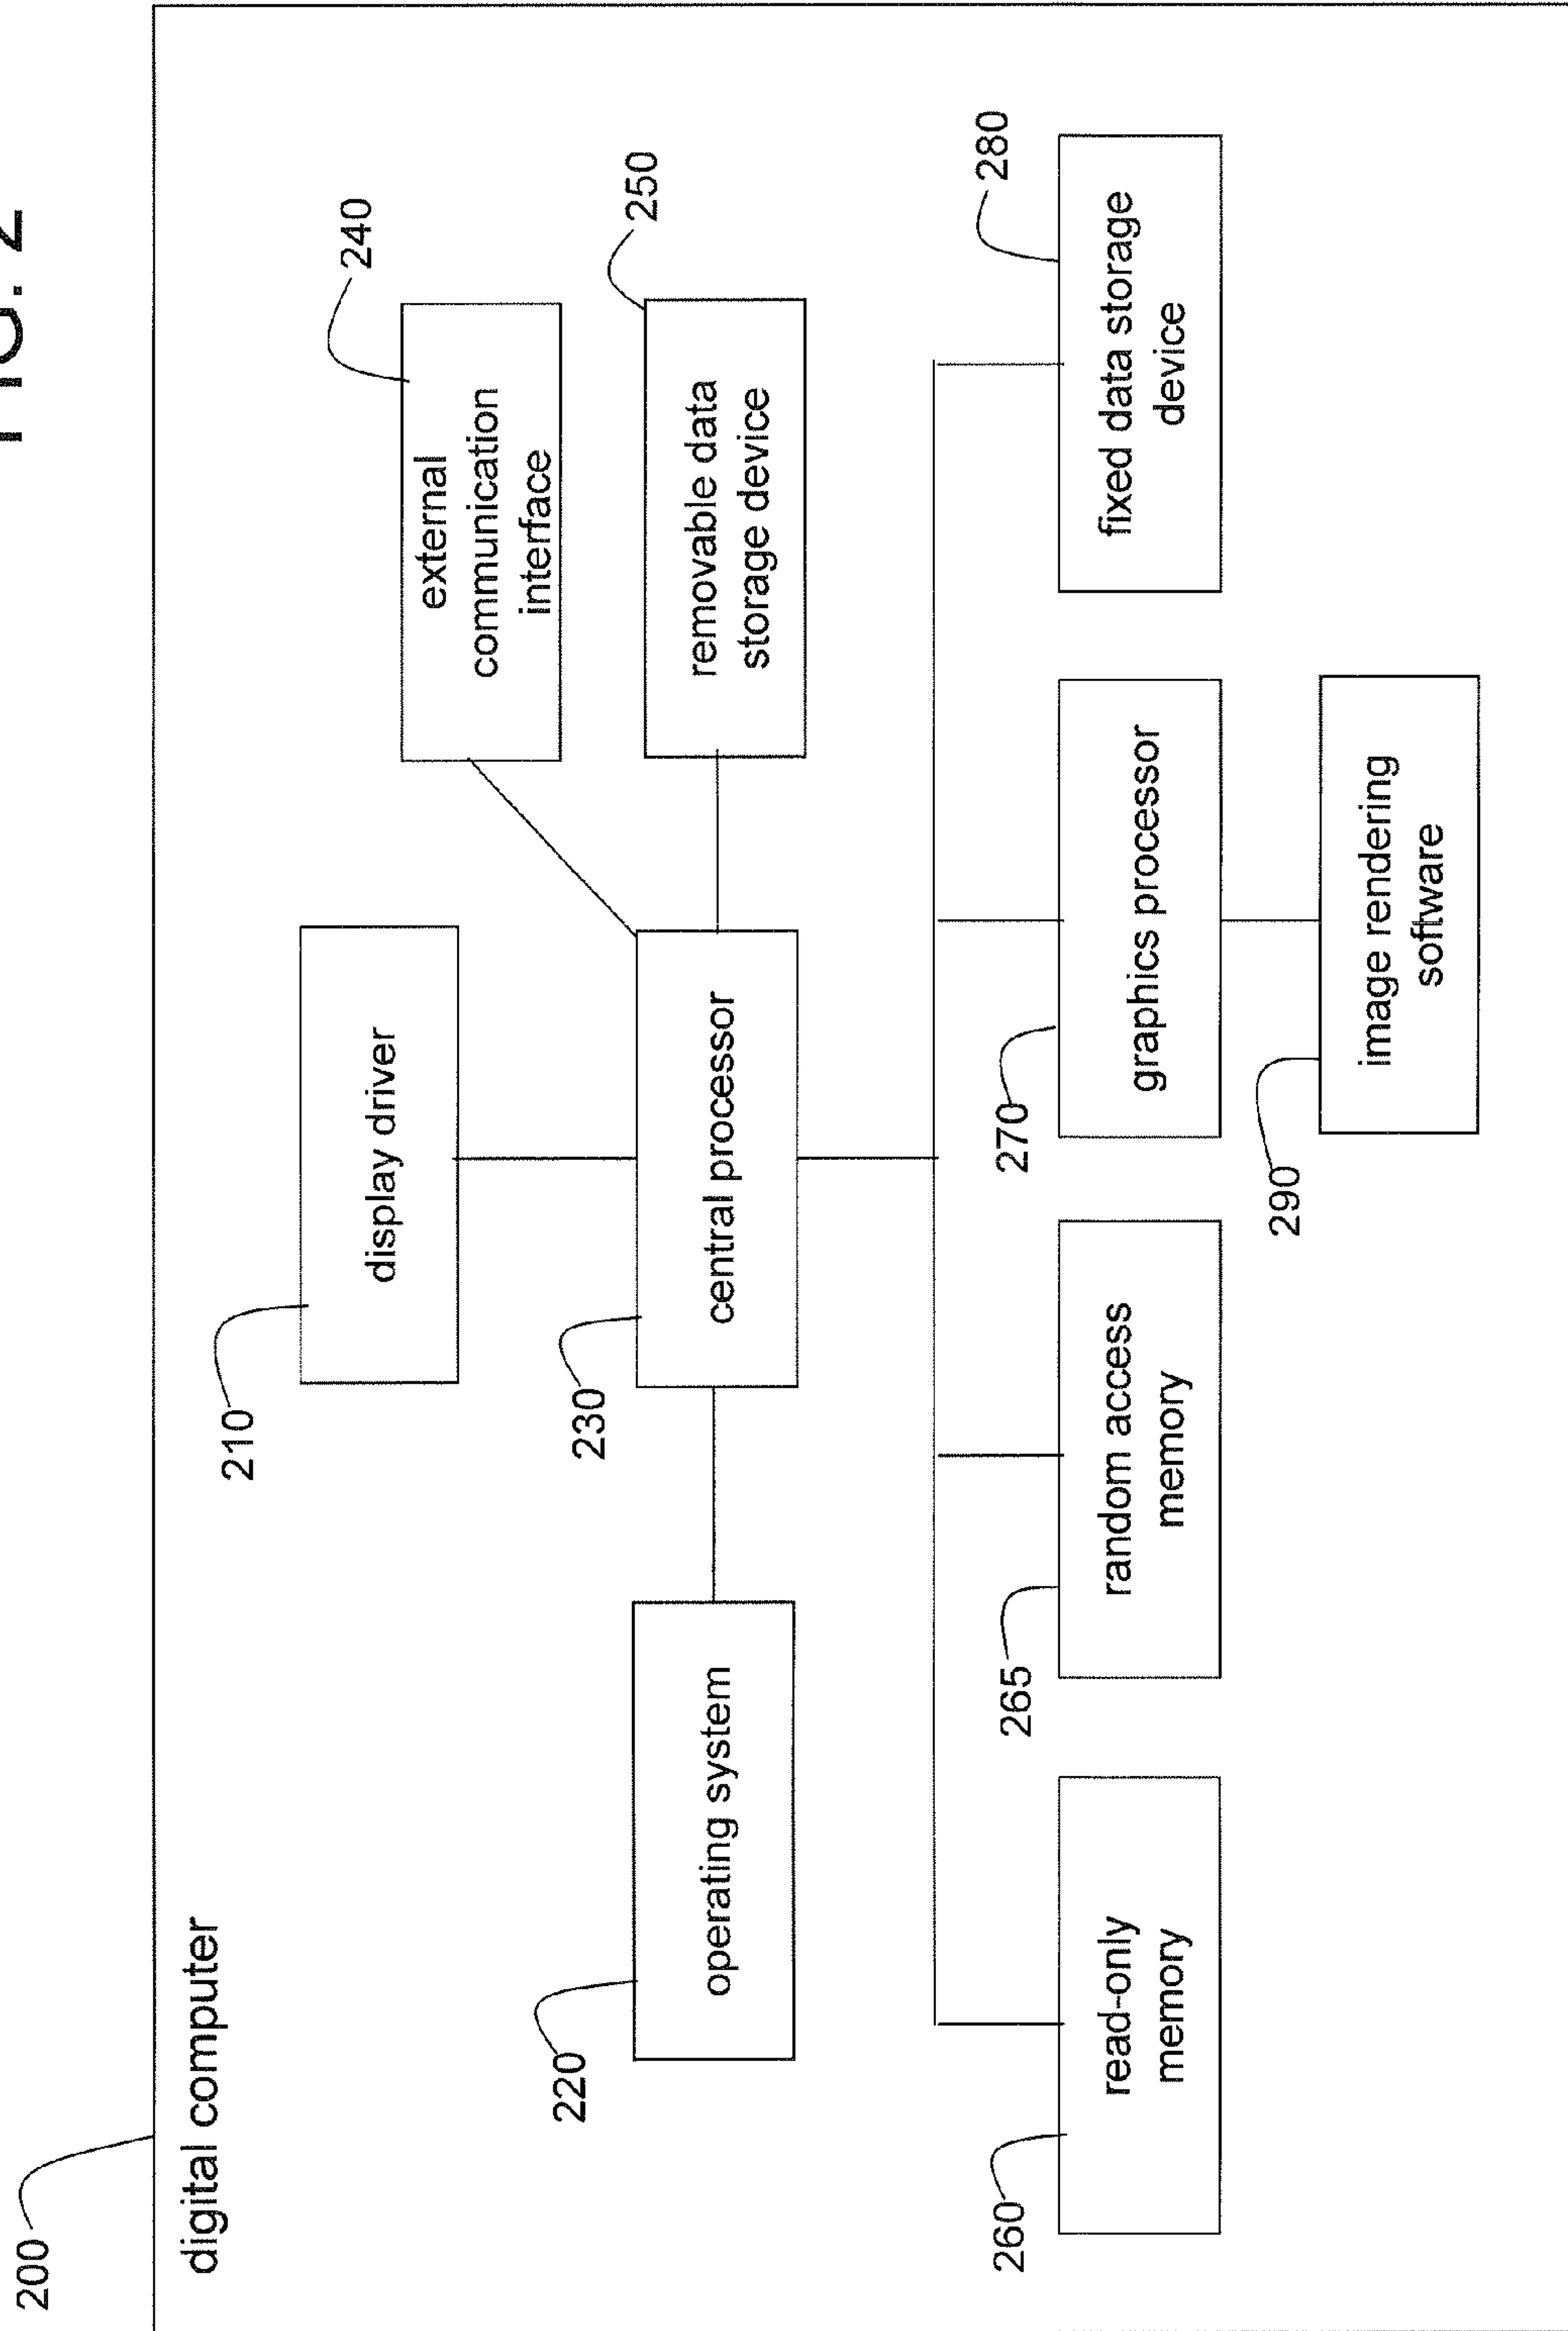 FIG. 2
200
digital computer
210
display driver
240
external
communication
interface
220
operating system
230
central processor
250
removable data
storage device
260
read-only
memory
265
random access
memory
270
graphics processor
280
fixed data storage
device
290
image rendering
software